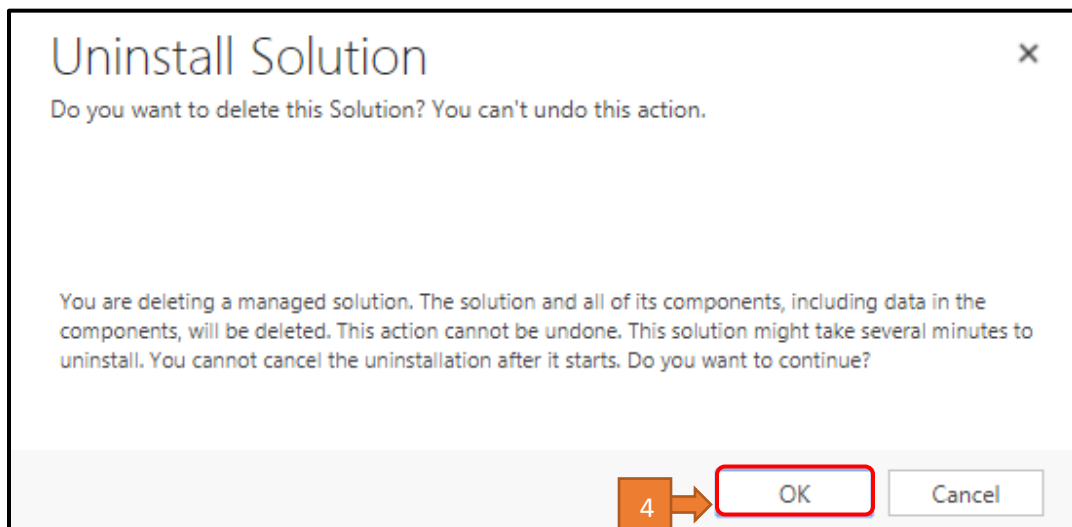 Uninstall Solution
Do you want to delete this Solution? You can't undo this action.
You are deleting a managed solution. The solution and all of its components, including data in the
components, will be deleted. This action cannot be undone. This solution might take several minutes to
uninstall. You cannot cancel the uninstallation after it starts. Do you want to continue?
4 OK Cancel